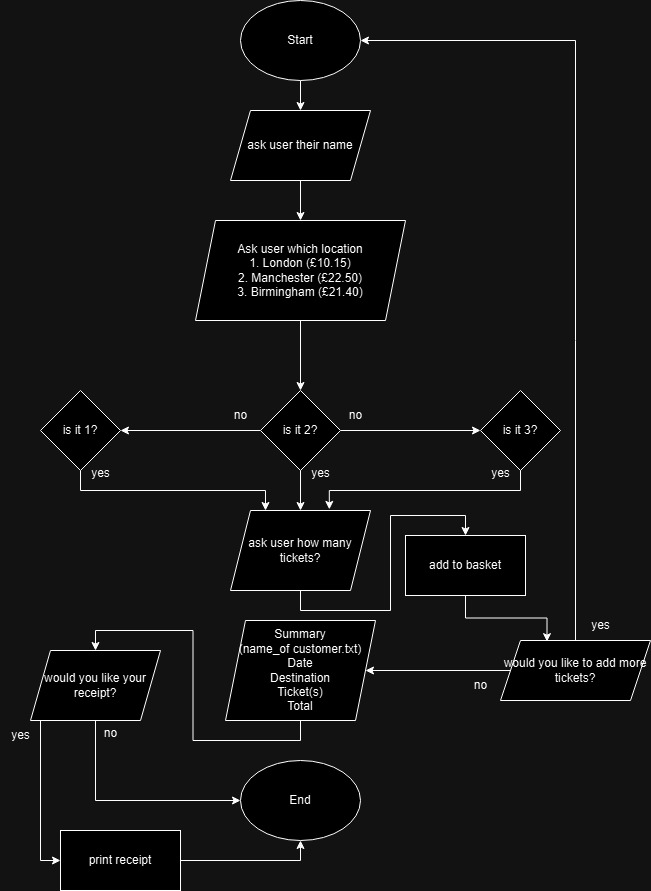 Start
ask user their name
Ask user which location
1. London (£10.15)
2. Manchester (£22.50)
3. Birmingham (£21.40)
no
no
is it 1?
is it 2?
is it 3?
yes
yes
yes
ask user how many
tickets?
add to basket
yes
Summary
(name_of customer.txt)
Date
Destination
Ticket(s)
Total
would you like to add more
tickets?
no
would you like your
receipt?
yes
no
End
print receipt